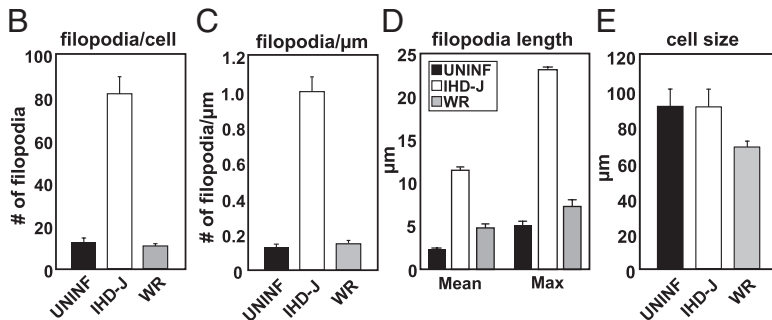 B
filopodia/cell
# of filopodia
100
80
60
40
20
0
UNINF
IHD-J
WR
C
filopodia/µm
# of filopodia/µm
1.2
1.0
0.8
0.6
0.4
0.2
0
UNINF
IHD-J
WR
D
filopodia length
µm
25
20
15
10
5
0
UNINF
IHD-J
WR
Mean
Max
E
cell size
µm
120
100
80
60
40
20
0
UNINF
IHD-J
WR